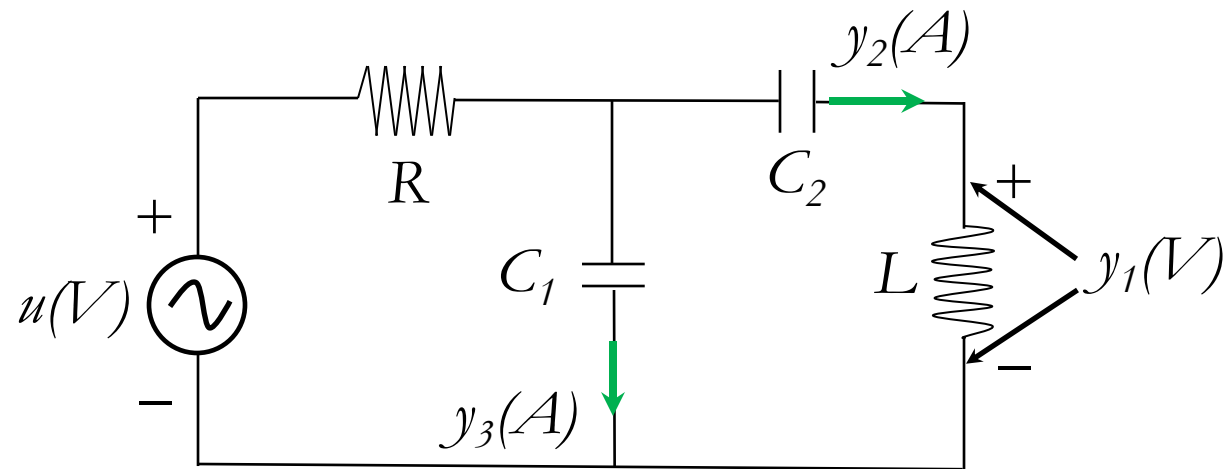 y₂(A)
R
C₂
+
+
u(V)
C₁
L
y₁(V)
−
−
y₃(A)